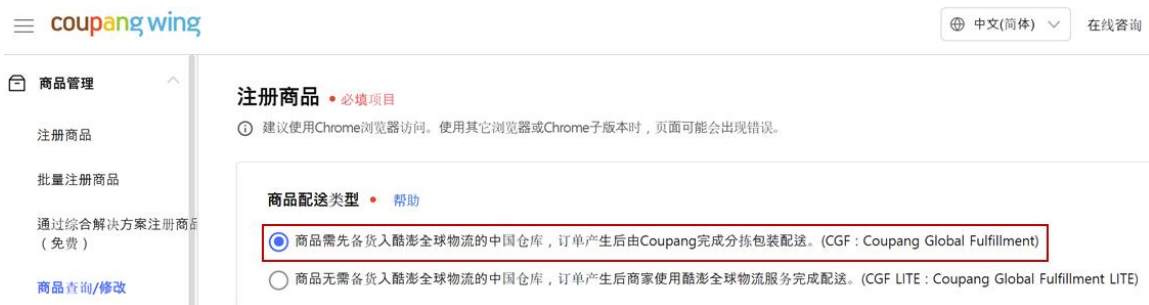 coupang wing
中文(简体)
在线咨询
商品管理
注册商品
批量注册商品
通过综合解决方案注册商品
（免费）
商品查询/修改
注册商品 • 必填项目
建议使用Chrome浏览器访问。使用其它浏览器或Chrome子版本时，页面可能会出现错误。
商品配送类型 • 帮助
商品需先备货入酷澎全球物流的中国仓库，订单产生后由Coupang完成分拣包装配送。(CGF : Coupang Global Fulfillment)
商品无需备货入酷澎全球物流的中国仓库，订单产生后商家使用酷澎全球物流服务完成配送。(CGF LITE : Coupang Global Fulfillment LITE)